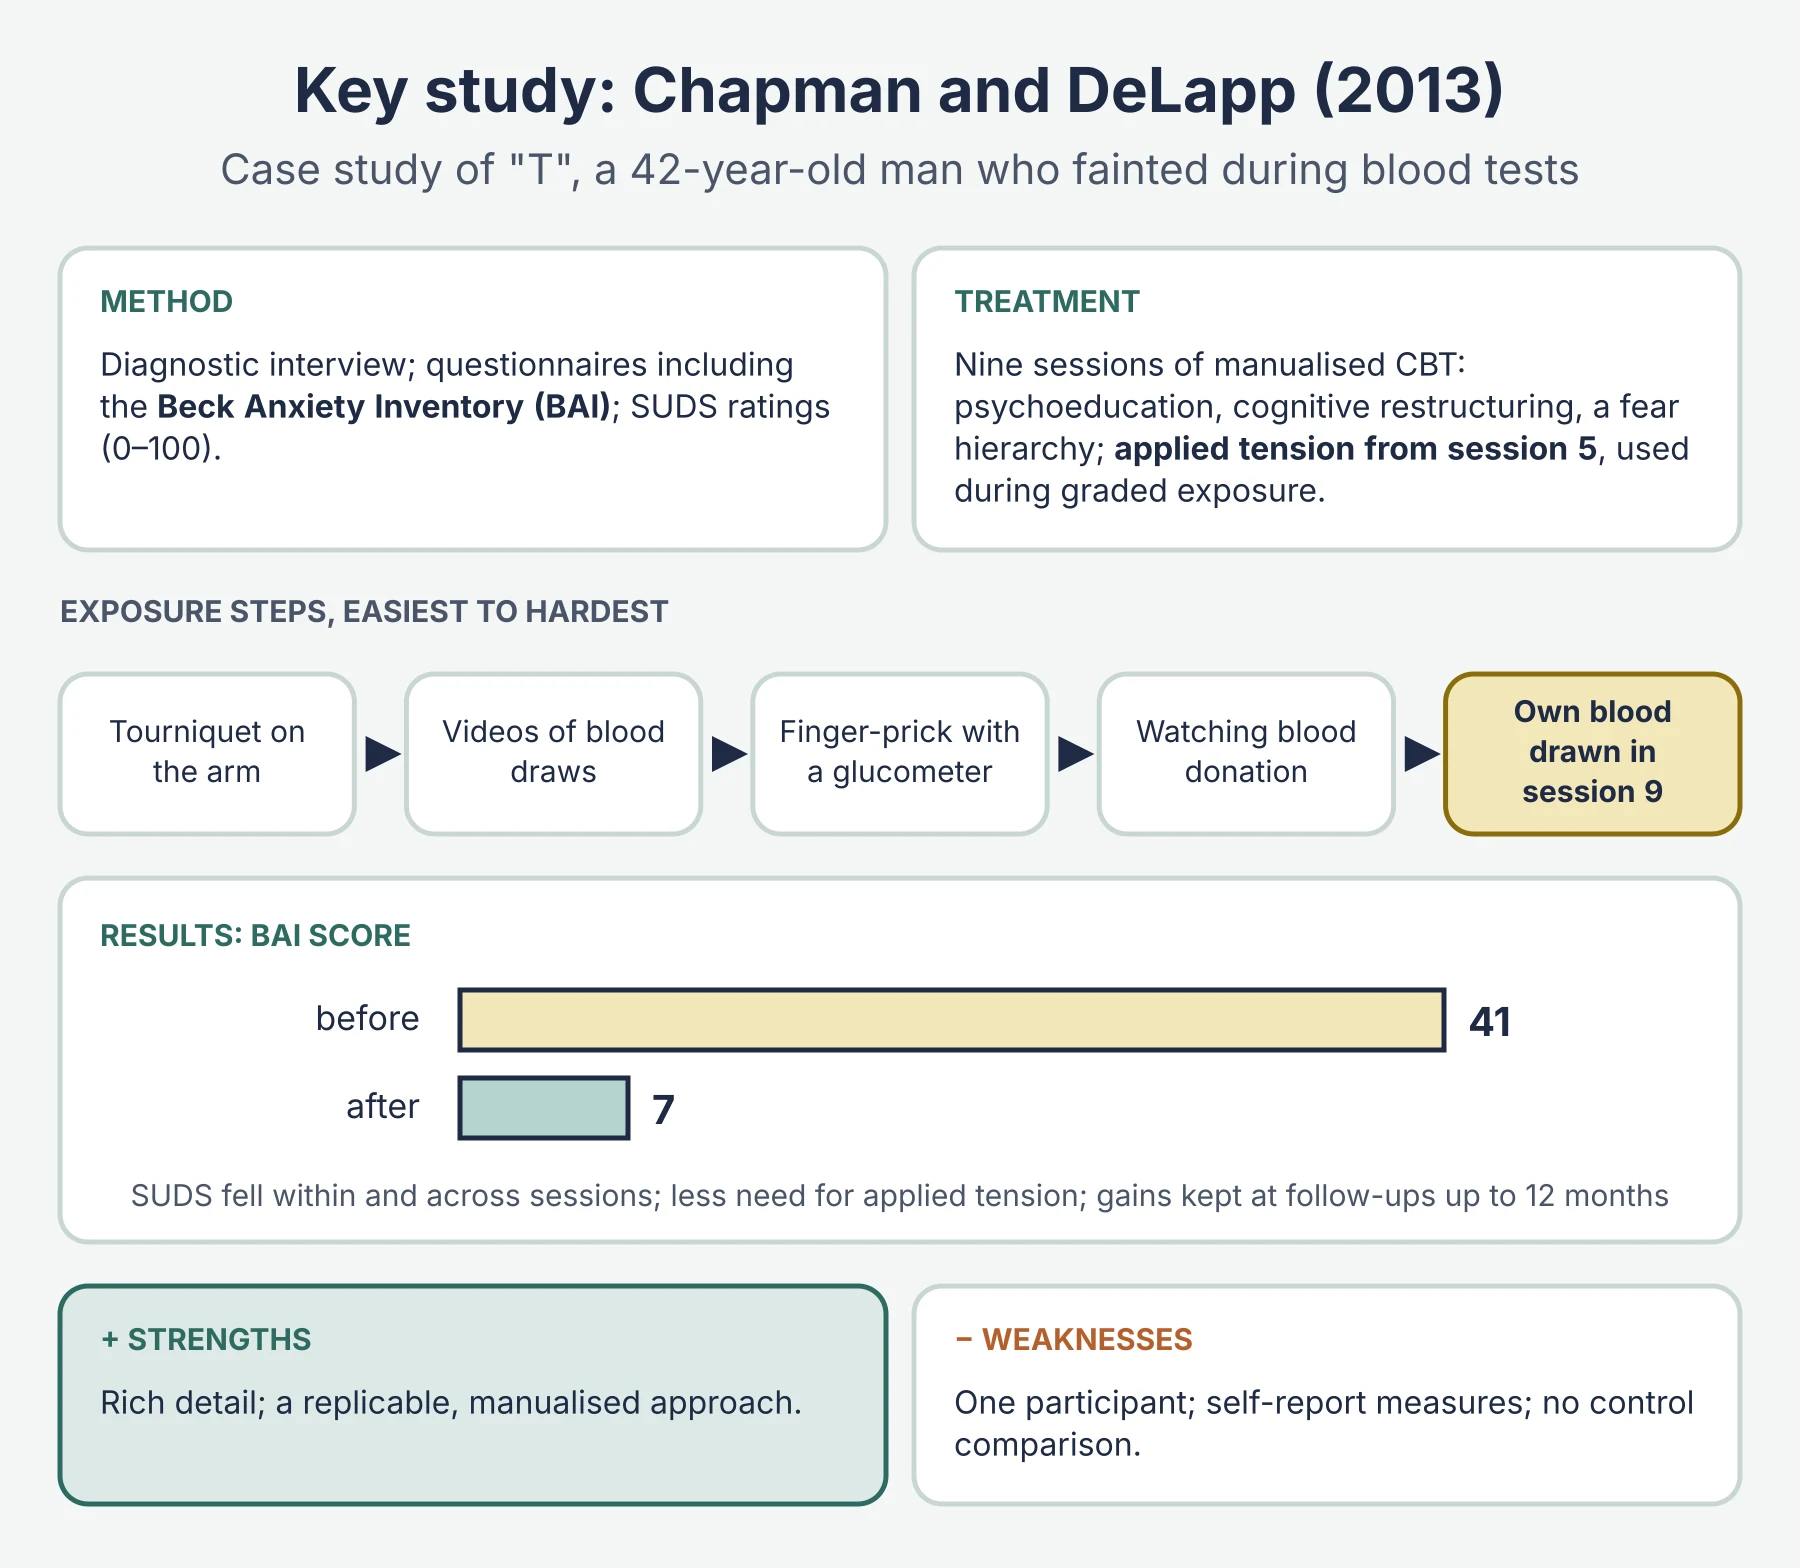 Key study: Chapman and DeLapp (2013)
Case study of "T", a 42-year-old man who fainted during blood tests
METHOD
Diagnostic interview; questionnaires including
the Beck Anxiety Inventory (BAI); SUDS ratings
(0–100).
TREATMENT
Nine sessions of manualised CBT:
psychoeducation, cognitive restructuring, a fear
hierarchy; applied tension from session 5, used
during graded exposure.
EXPOSURE STEPS, EASIEST TO HARDEST
Tourniquet on
the arm
Videos of blood
draws
Finger-prick with
a glucometer
Watching blood
donation
Own blood
drawn in
session 9
RESULTS: BAI SCORE
before
41
after
7
SUDS fell within and across sessions; less need for applied tension; gains kept at follow-ups up to 12 months
+ STRENGTHS
Rich detail; a replicable, manualised approach.
− WEAKNESSES
One participant; self-report measures; no control
comparison.